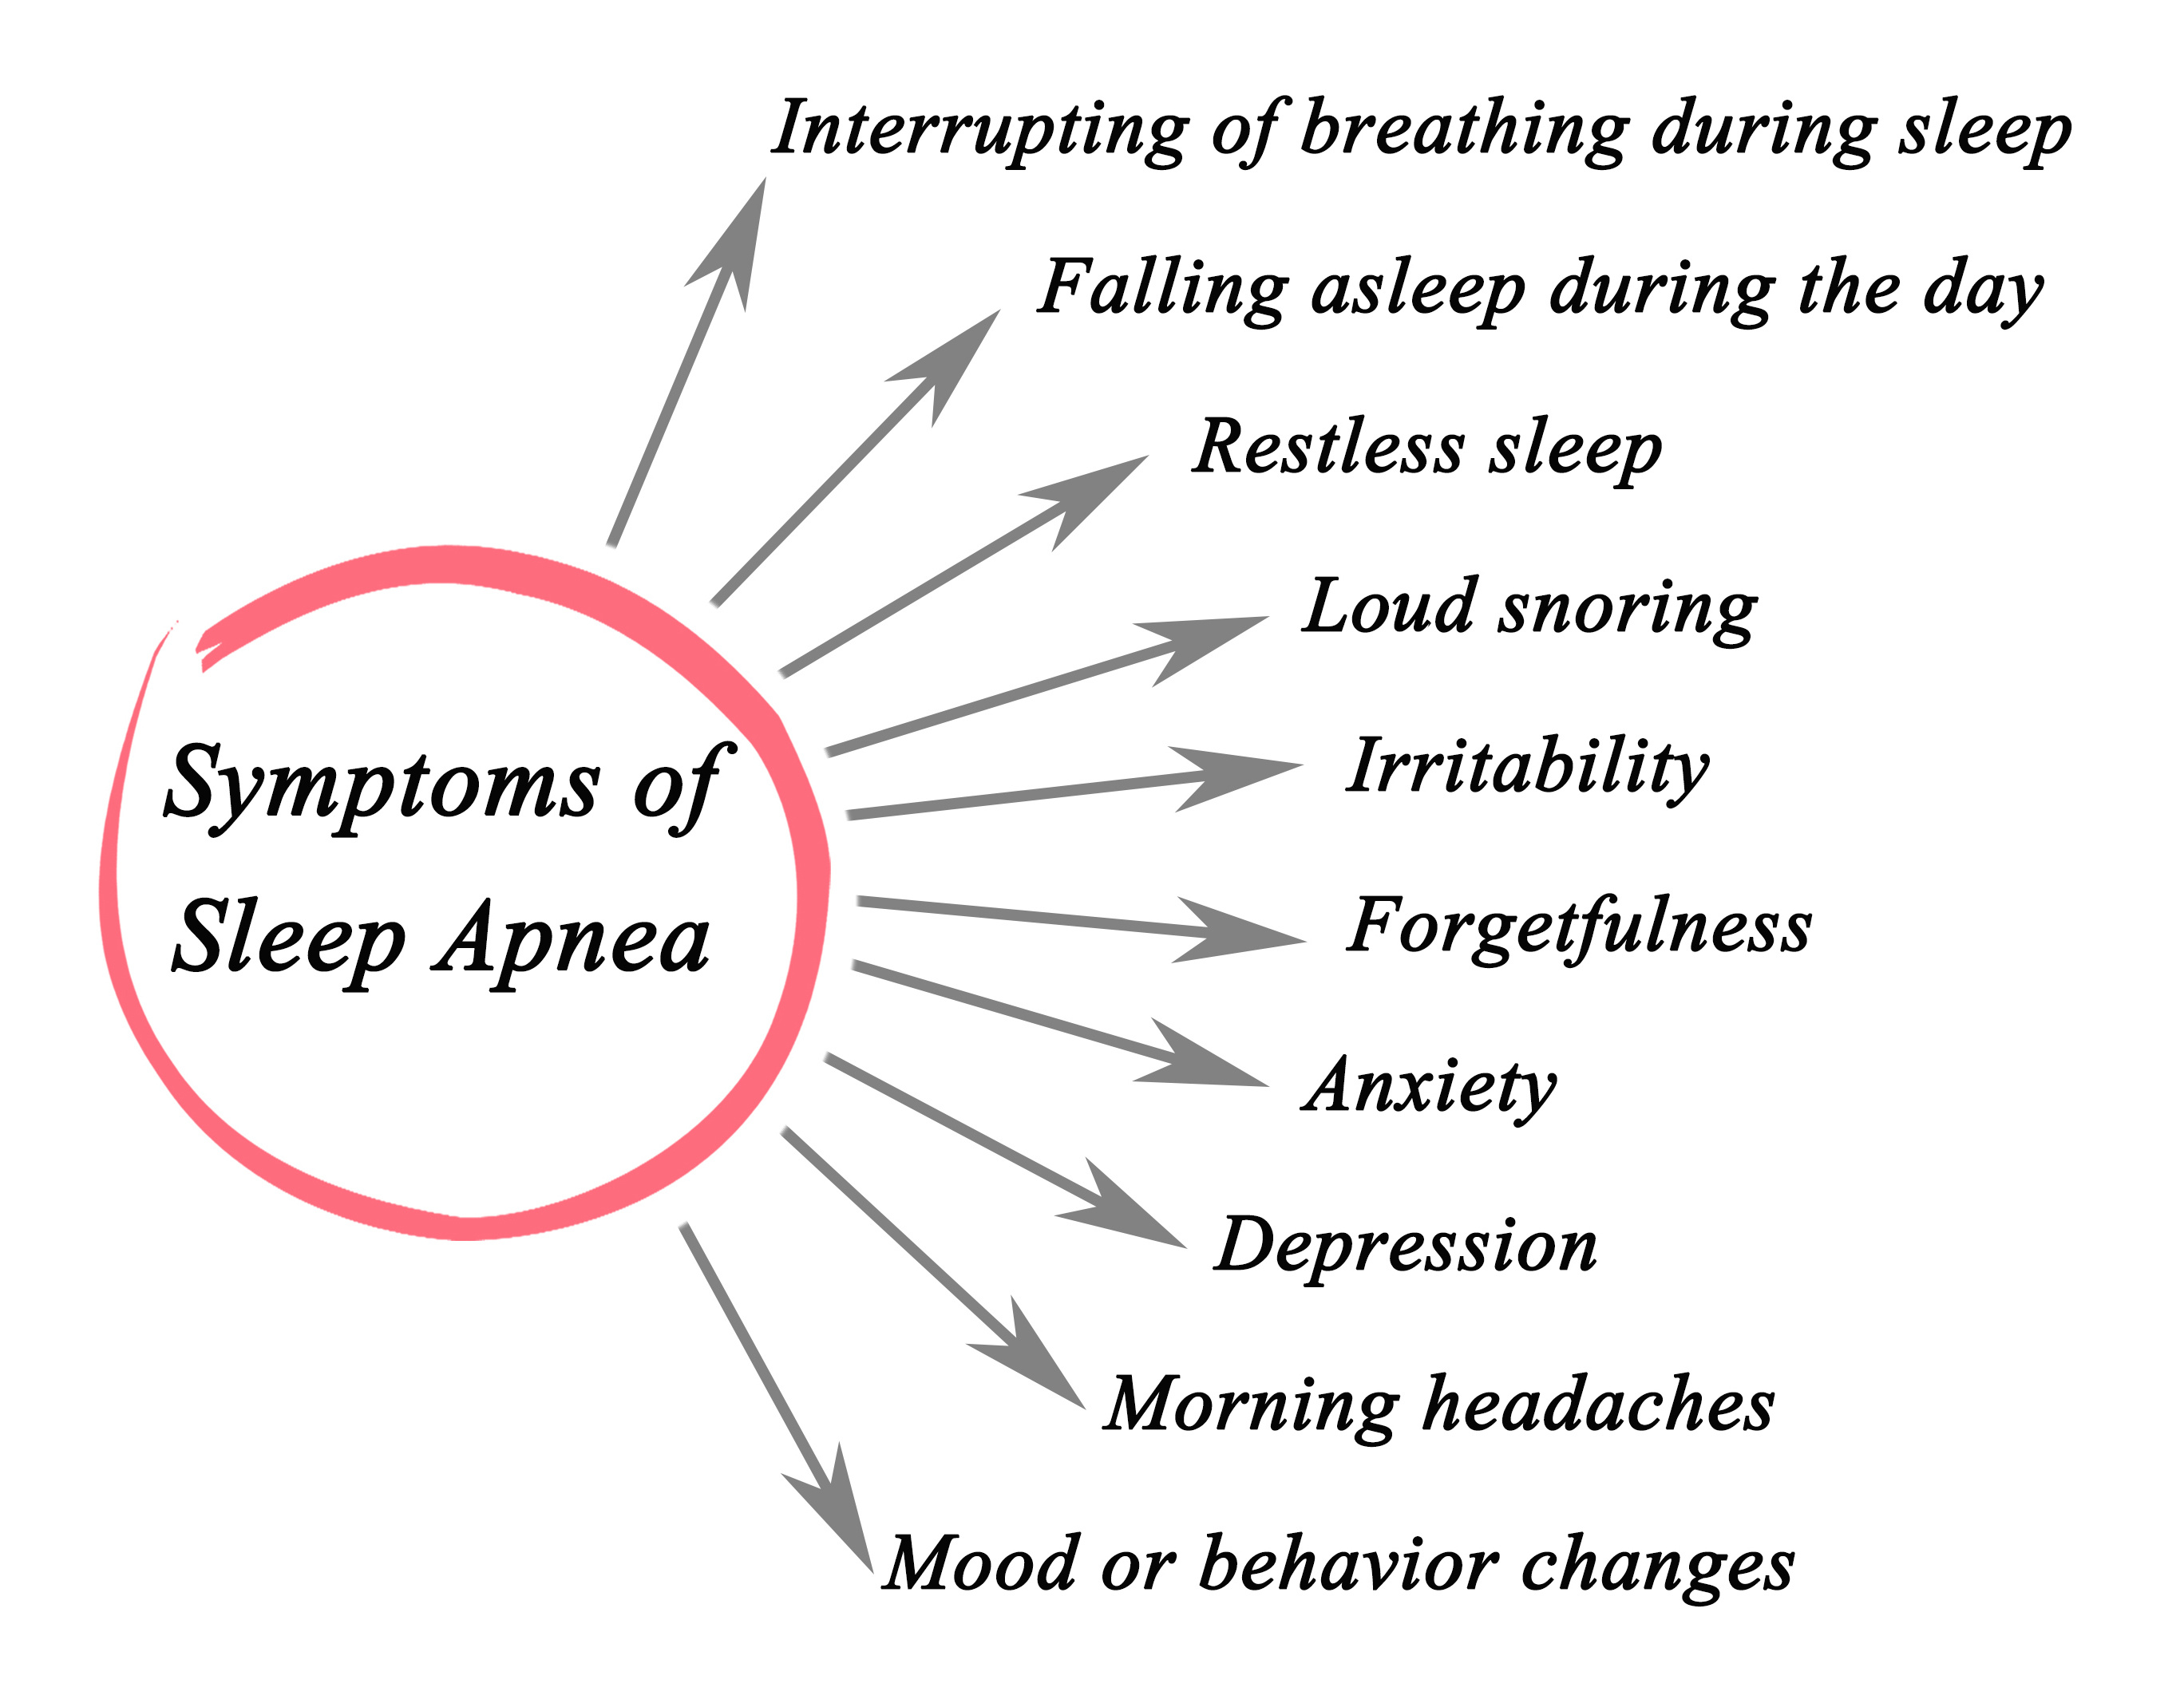 Interrupting of breathing during sleep
Falling asleep during the day
Restless sleep
Loud snoring
Irritability
Symptoms of
Sleep Apnea
Forgetfulness
Anxiety
Depression
Morning headaches
Mood or behavior changes